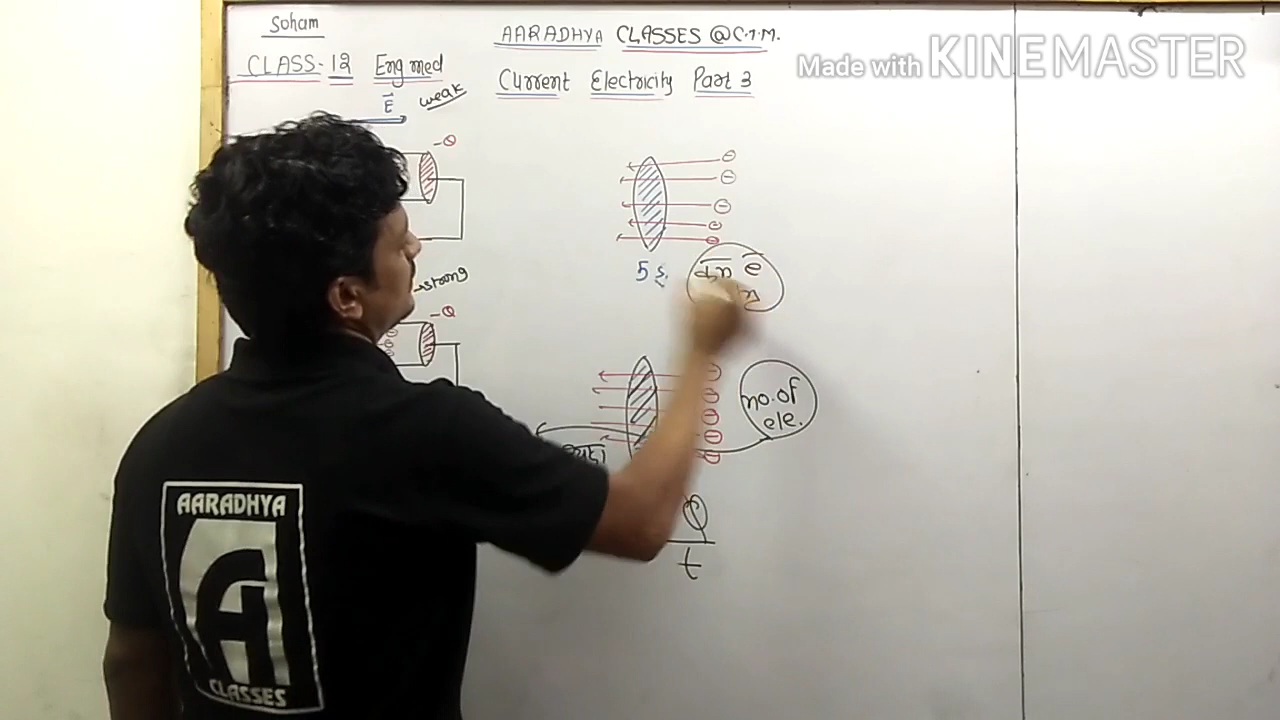 Soham
CLASS-12 Eng med
AARADHYA CLASSES @C.T.M.
Current Electricity Part 3
Made with KINEMASTER
E weak
-Q
→strong
-Q
5
e
no. of
ele.
Q
t
AARADHYA
CLASSES